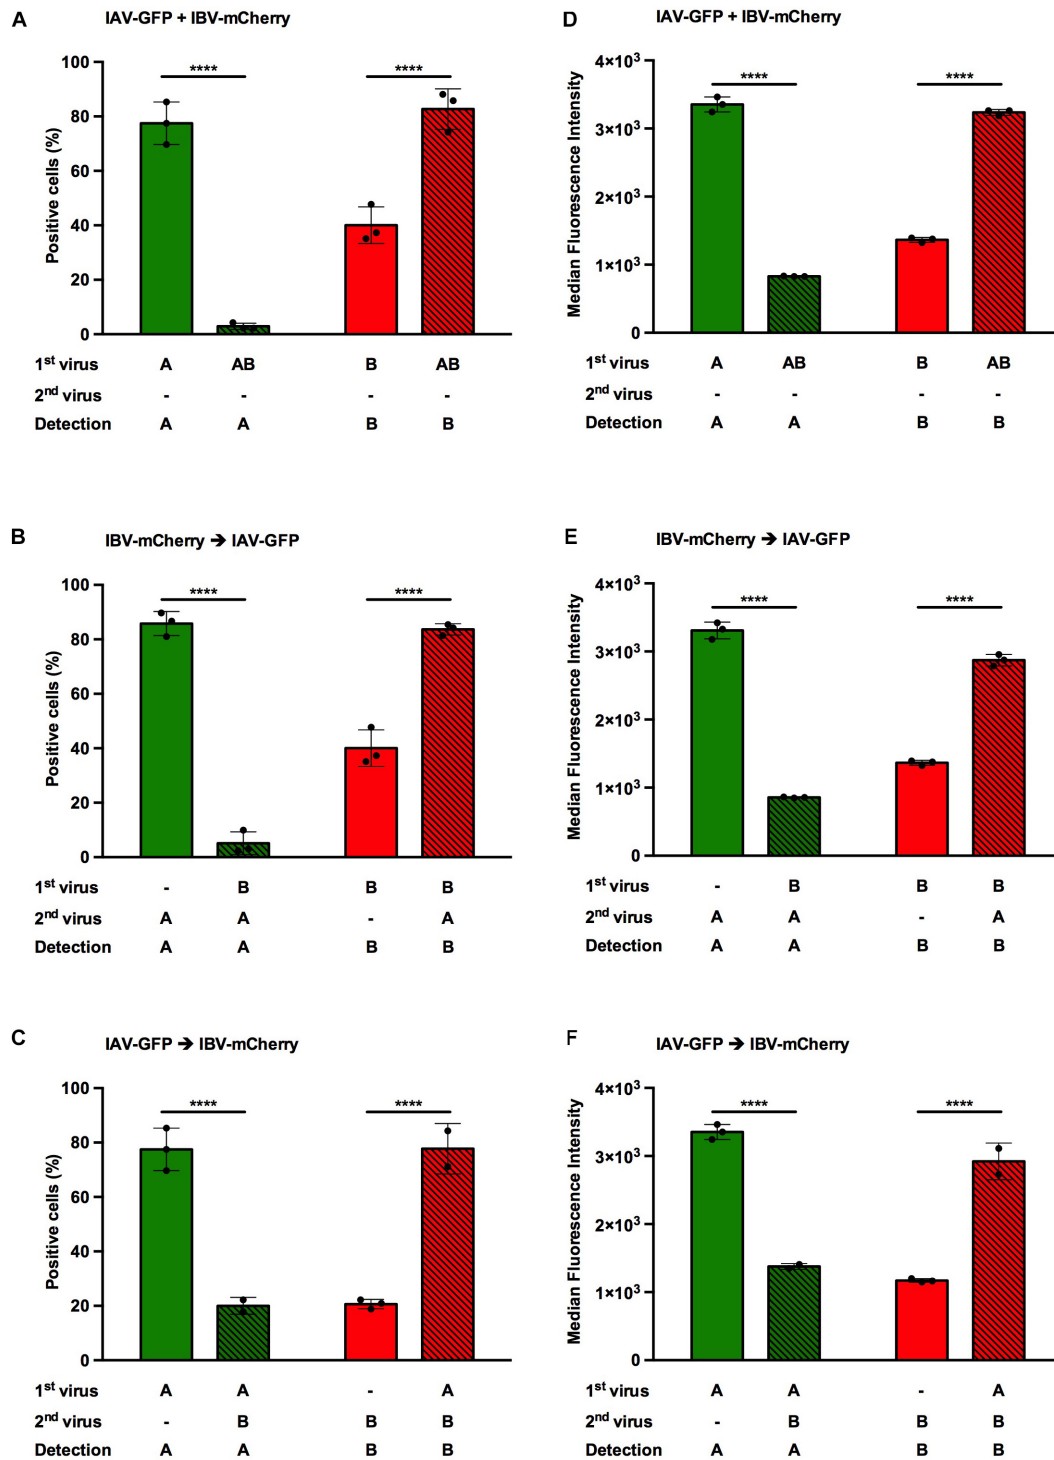 A
IAV-GFP + IBV-mCherry
Positive cells (%)
100
80
60
40
20
0
**** ****
1st virus A AB B AB
2nd virus - - - -
Detection A A B B
D
IAV-GFP + IBV-mCherry
Median Fluorescence Intensity
4×10³
3×10³
2×10³
1×10³
0
**** ****
1st virus A AB B AB
2nd virus - - - -
Detection A A B B
B
IBV-mCherry ➔ IAV-GFP
Positive cells (%)
100
80
60
40
20
0
**** ****
1st virus - B B B
2nd virus A A - A
Detection A A B B
E
IBV-mCherry ➔ IAV-GFP
Median Fluorescence Intensity
4×10³
3×10³
2×10³
1×10³
0
**** ****
1st virus - B B B
2nd virus A A - A
Detection A A B B
C
IAV-GFP ➔ IBV-mCherry
Positive cells (%)
100
80
60
40
20
0
**** ****
1st virus A A - A
2nd virus - B B B
Detection A A B B
F
IAV-GFP ➔ IBV-mCherry
Median Fluorescence Intensity
4×10³
3×10³
2×10³
1×10³
0
**** ****
1st virus A A - A
2nd virus - B B B
Detection A A B B